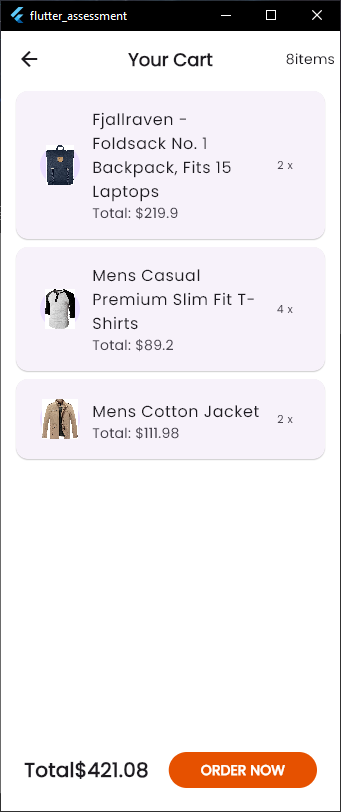 flutter_assessment
Your Cart
8items
Fjallraven -
Foldsack No. 1
Backpack, Fits 15
Laptops
Total: $219.9
2 x
Mens Casual
Premium Slim Fit T-
Shirts
Total: $89.2
4 x
Mens Cotton Jacket
Total: $111.98
2 x
Total$421.08
ORDER NOW